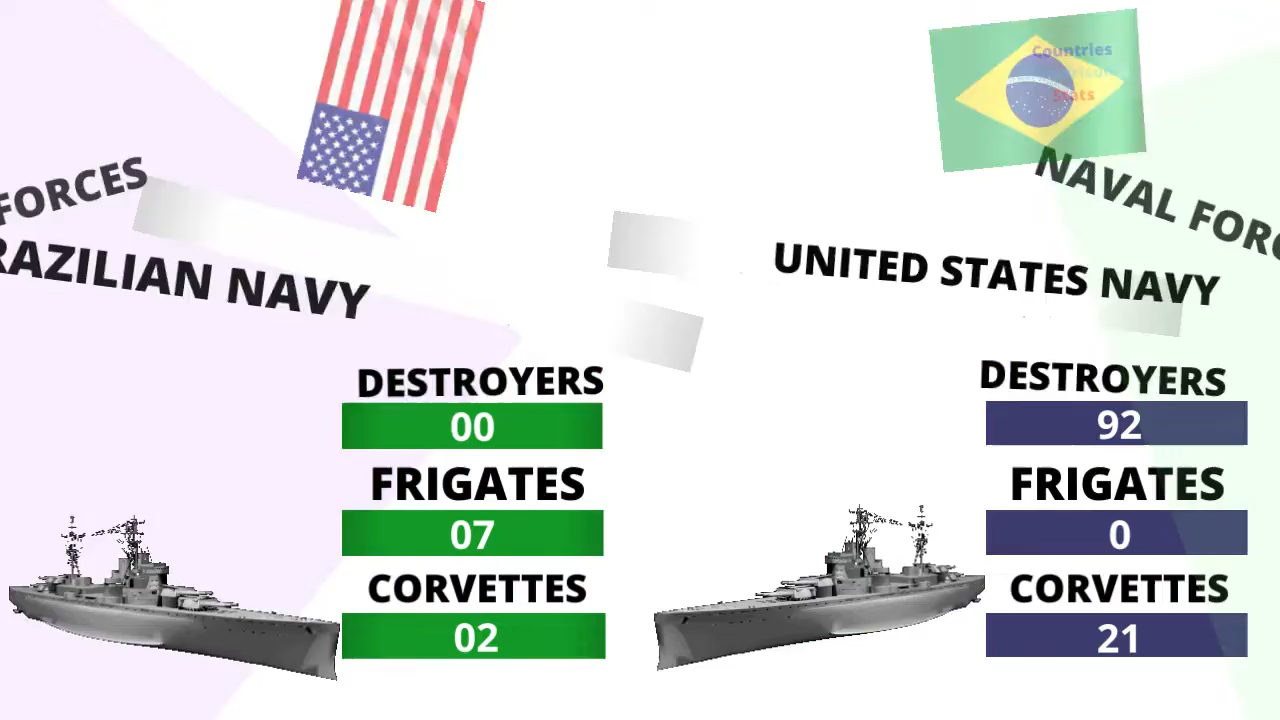 Countries
Stats
FORCES
NAVAL
RAZILIAN NAVY
UNITED STATES NAVY
DESTROYERS
00
FRIGATES
07
CORVETTES
02
DESTROYERS
92
FRIGATES
0
CORVETTES
21